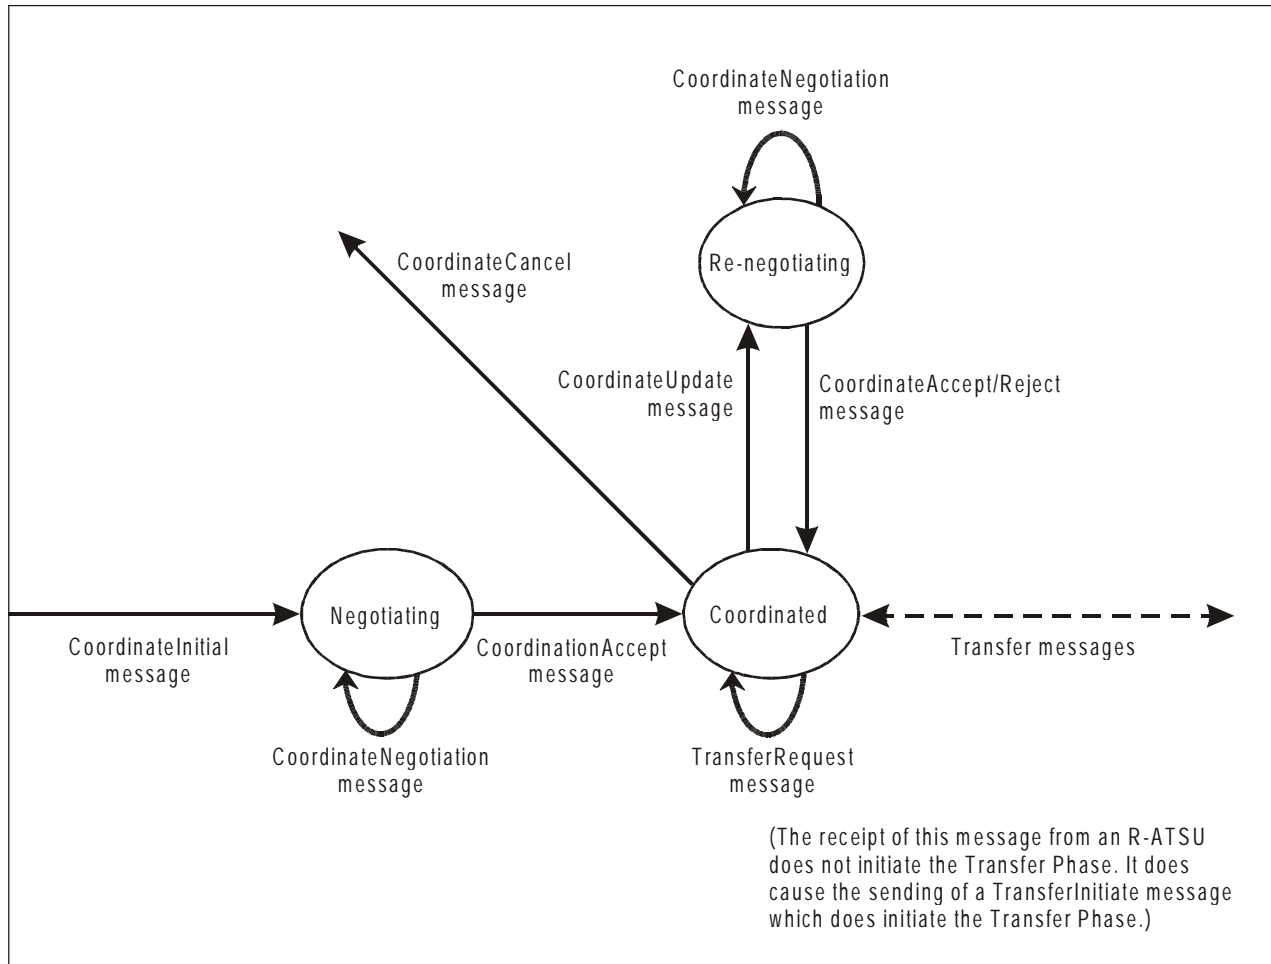 CoordinateNegotiation
message
CoordinateCancel
message
Re-negotiating
CoordinateUpdate
message
CoordinateAccept/Reject
message
Negotiating
Coordinated
CoordinateInitial
message
CoordinationAccept
message
Transfer messages
CoordinateNegotiation
message
TransferRequest
message
(The receipt of this message from an R-ATSU
does not initiate the Transfer Phase. It does
cause the sending of a TransferInitiate message
which does initiate the Transfer Phase.)